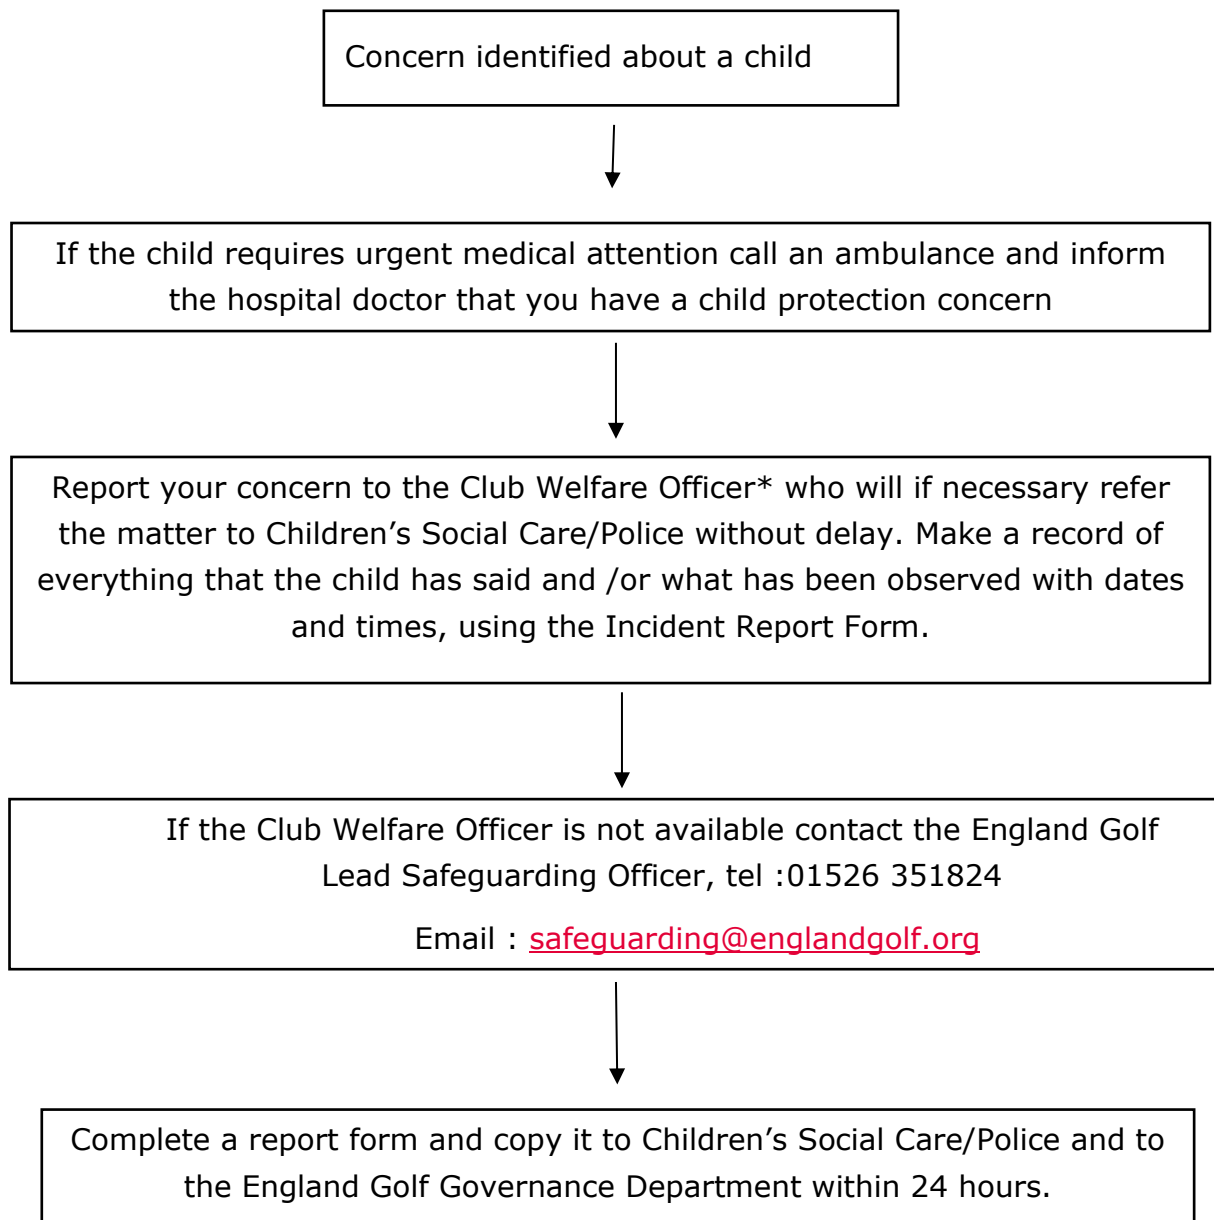 Concern identified about a child
If the child requires urgent medical attention call an ambulance and inform
the hospital doctor that you have a child protection concern
Report your concern to the Club Welfare Officer* who will if necessary refer
the matter to Children’s Social Care/Police without delay. Make a record of
everything that the child has said and /or what has been observed with dates
and times, using the Incident Report Form.
If the Club Welfare Officer is not available contact the England Golf
Lead Safeguarding Officer, tel :01526 351824
Email : safeguarding@englandgolf.org
Complete a report form and copy it to Children’s Social Care/Police and to
the England Golf Governance Department within 24 hours.